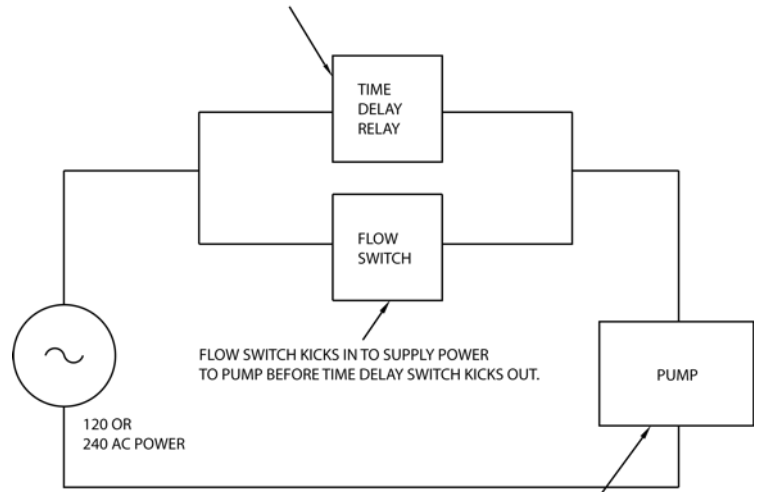 TIME
DELAY
RELAY
FLOW
SWITCH
FLOW SWITCH KICKS IN TO SUPPLY POWER
TO PUMP BEFORE TIME DELAY SWITCH KICKS OUT.
PUMP
120 OR
240 AC POWER